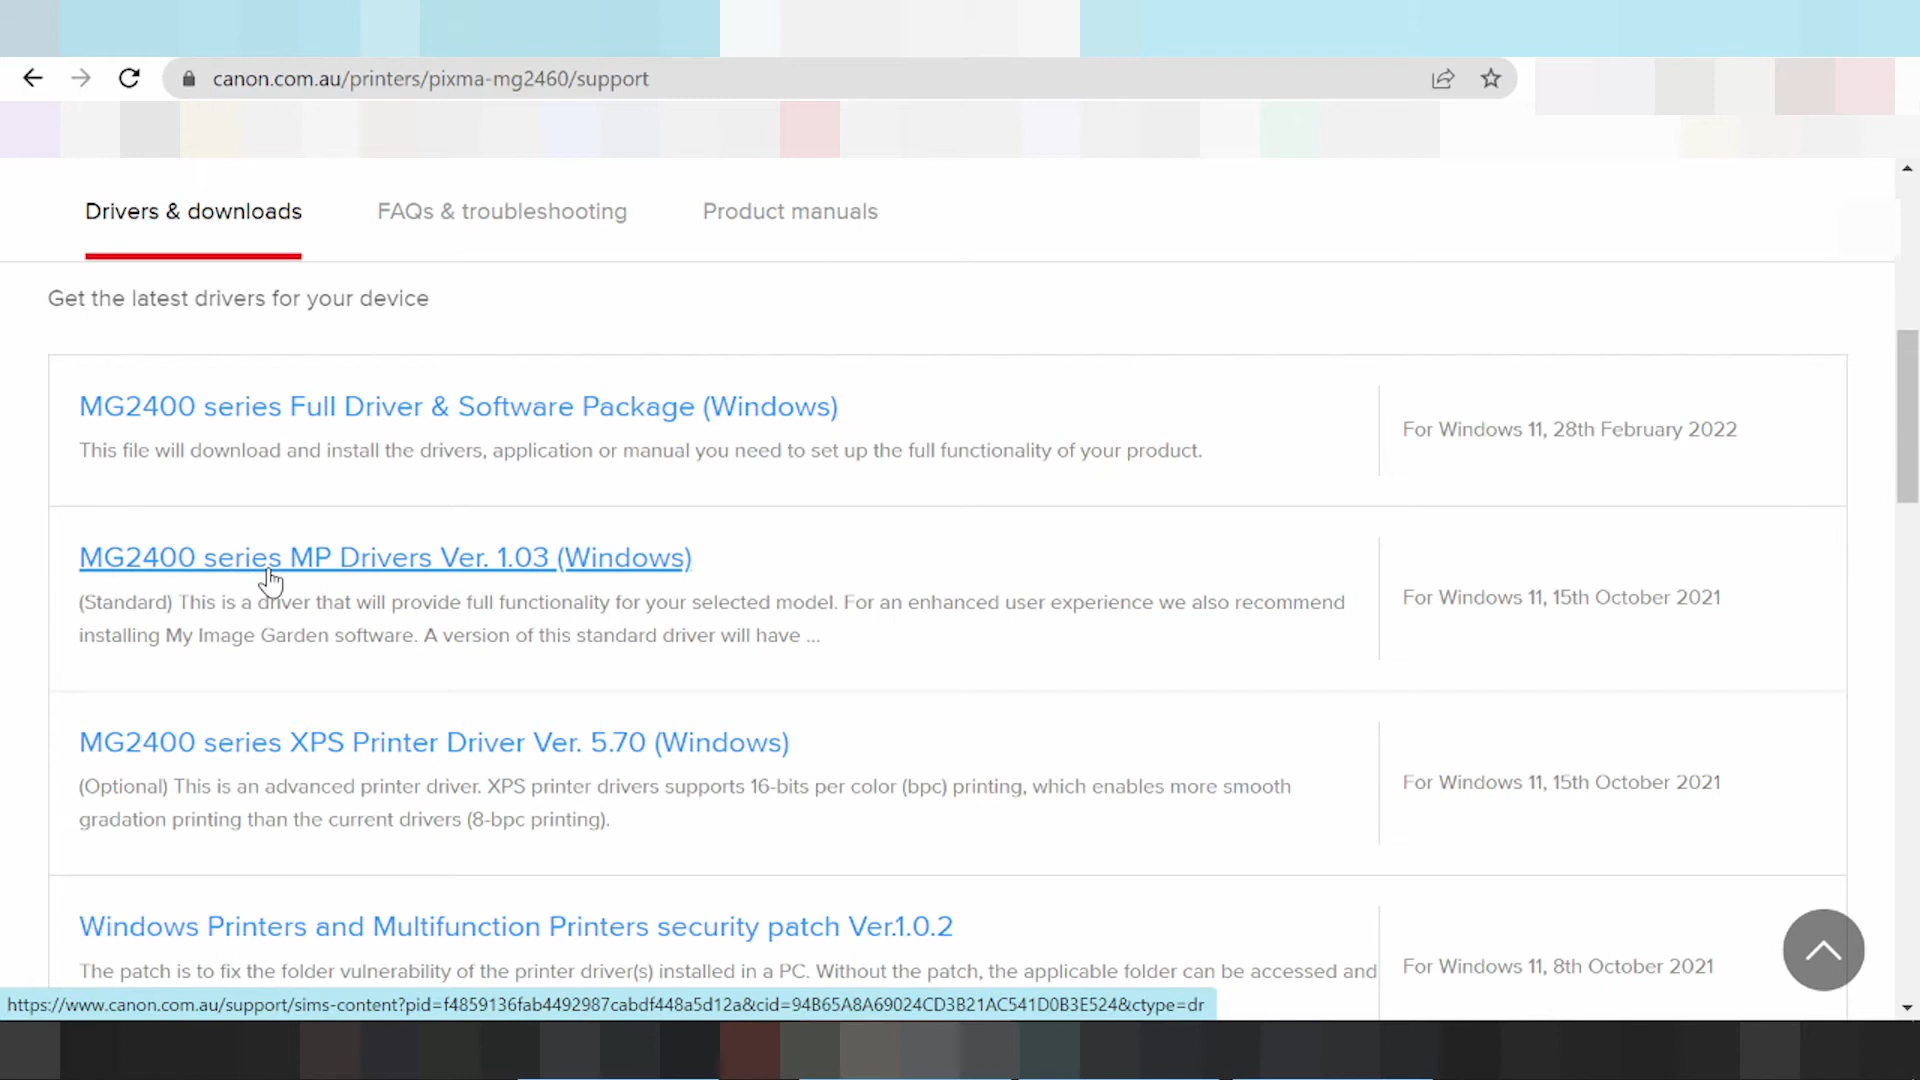 canon.com.au/printers/pixma-mg2460/support
Drivers & downloads
FAQs & troubleshooting
Product manuals
Get the latest drivers for your device
MG2400 series Full Driver & Software Package (Windows)
This file will download and install the drivers, application or manual you need to set up the full functionality of your product.
For Windows 11, 28th February 2022
MG2400 series MP Drivers Ver. 1.03 (Windows)
(Standard) This is a driver that will provide full functionality for your selected model. For an enhanced user experience we also recommend
installing My Image Garden software. A version of this standard driver will have ...
For Windows 11, 15th October 2021
MG2400 series XPS Printer Driver Ver. 5.70 (Windows)
(Optional) This is an advanced printer driver. XPS printer drivers supports 16-bits per color (bpc) printing, which enables more smooth
gradation printing than the current drivers (8-bpc printing).
For Windows 11, 15th October 2021
Windows Printers and Multifunction Printers security patch Ver.1.0.2
The patch is to fix the folder vulnerability of the printer driver(s) installed in a PC. Without the patch, the applicable folder can be accessed and
For Windows 11, 8th October 2021
https://www.canon.com.au/support/sims-content?pid=f4859136fab4492987cabdf448a5d12a&cid=94B65A8A69024CD3B21AC541D0B3E524&ctype=dr